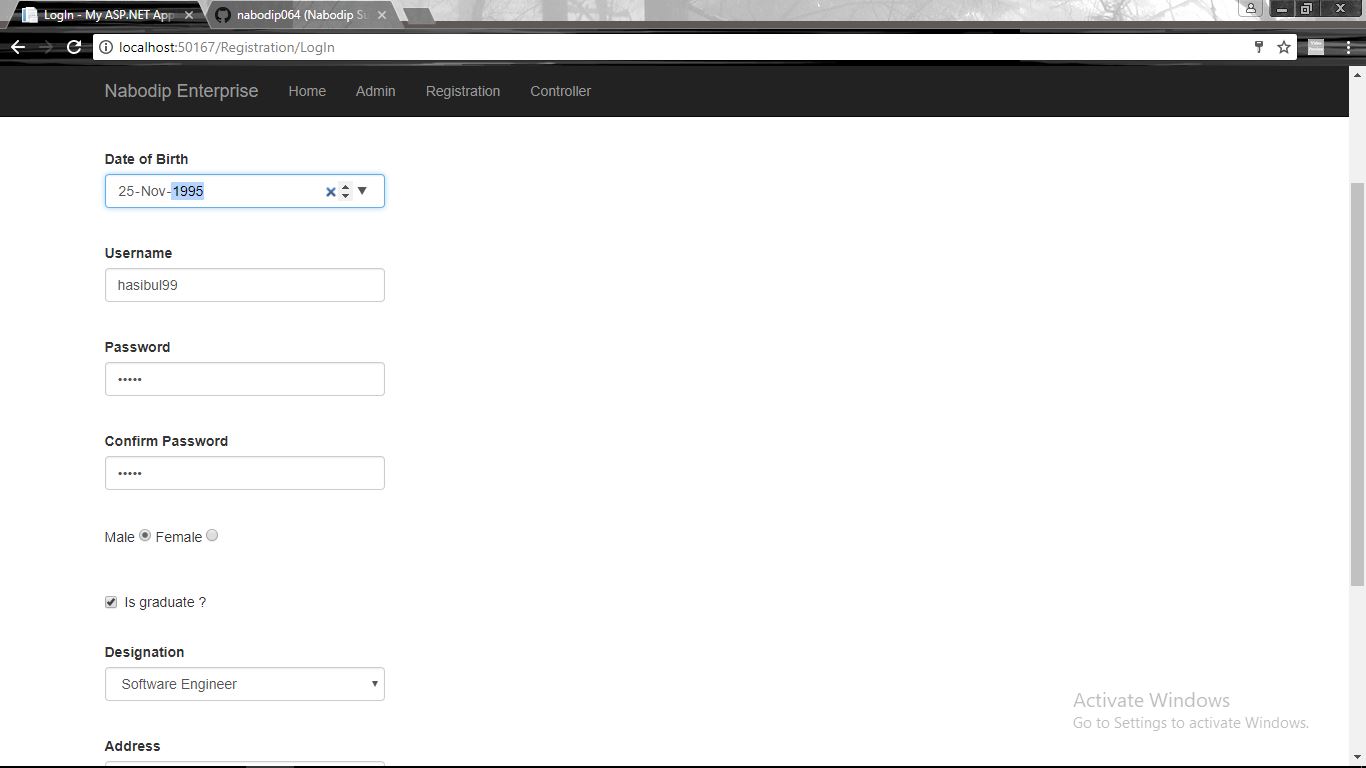 LogIn - My ASP.NET App
nabodip064 (Nabodip Su
localhost:50167/Registration/LogIn
Nabodip Enterprise Home Admin Registration Controller
Date of Birth
25-Nov-1995
Username
hasibul99
Password
•••••
Confirm Password
•••••
Male Female
Is graduate ?
Designation
Software Engineer
Address
Activate Windows
Go to Settings to activate Windows.